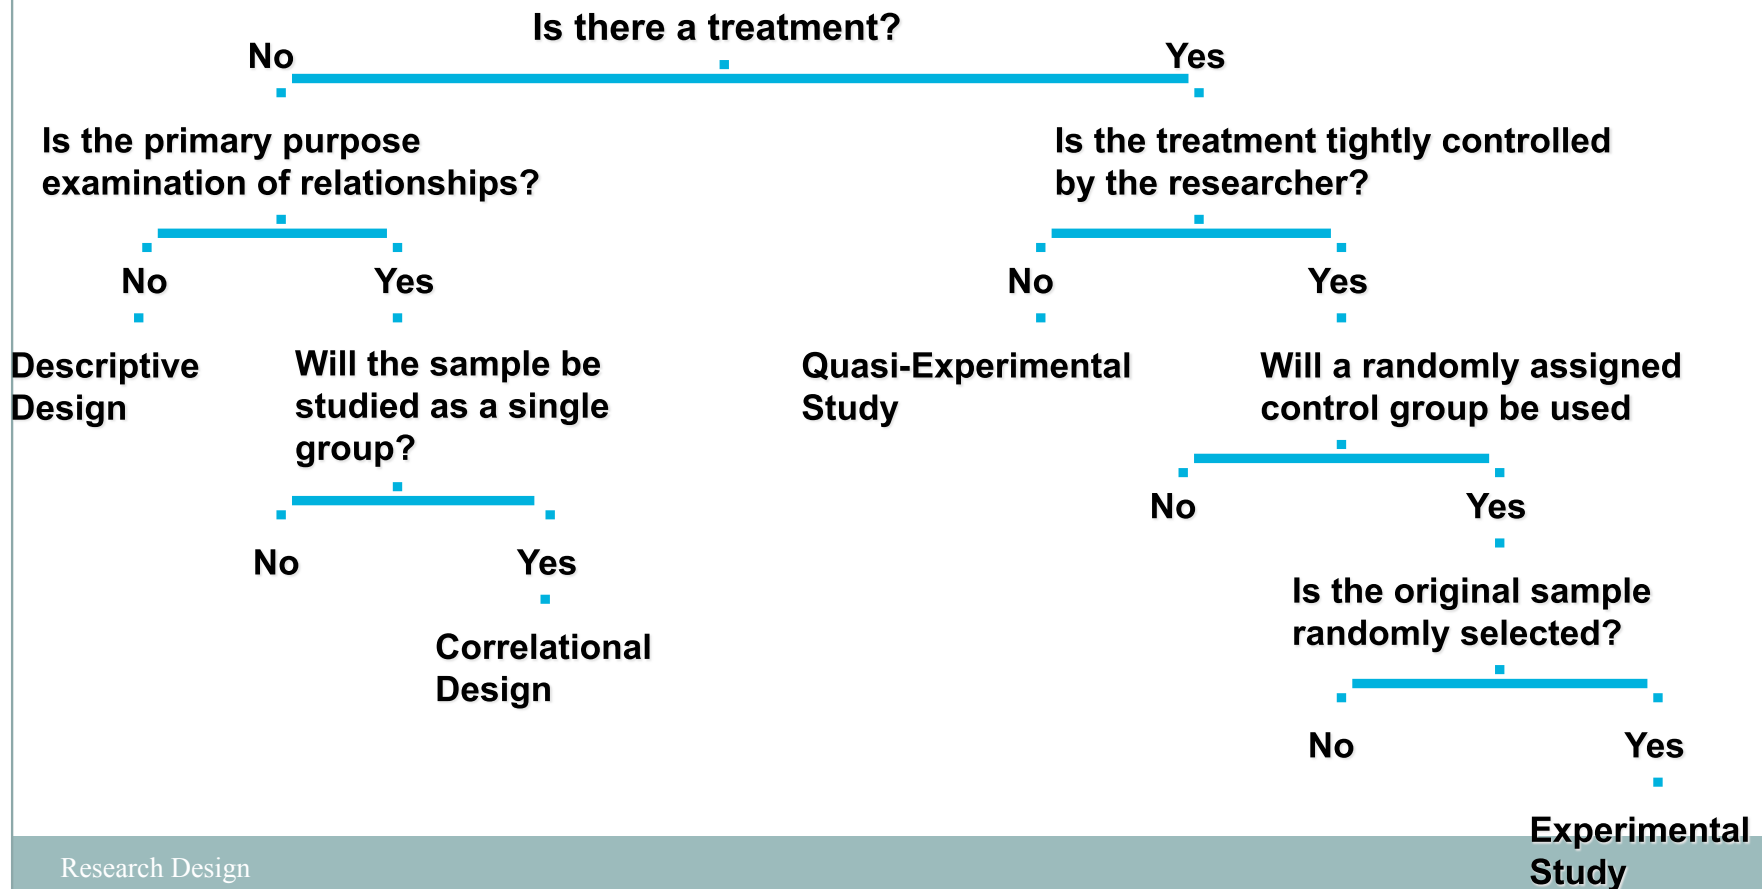 Is there a treatment?
No
Yes
Is the primary purpose
examination of relationships?
Is the treatment tightly controlled
by the researcher?
No
Yes
No
Yes
Descriptive
Design
Will the sample be
studied as a single
group?
Quasi-Experimental
Study
Will a randomly assigned
control group be used
No
Yes
No
Yes
Correlational
Design
Is the original sample
randomly selected?
No
Yes
Experimental
Study
Research Design